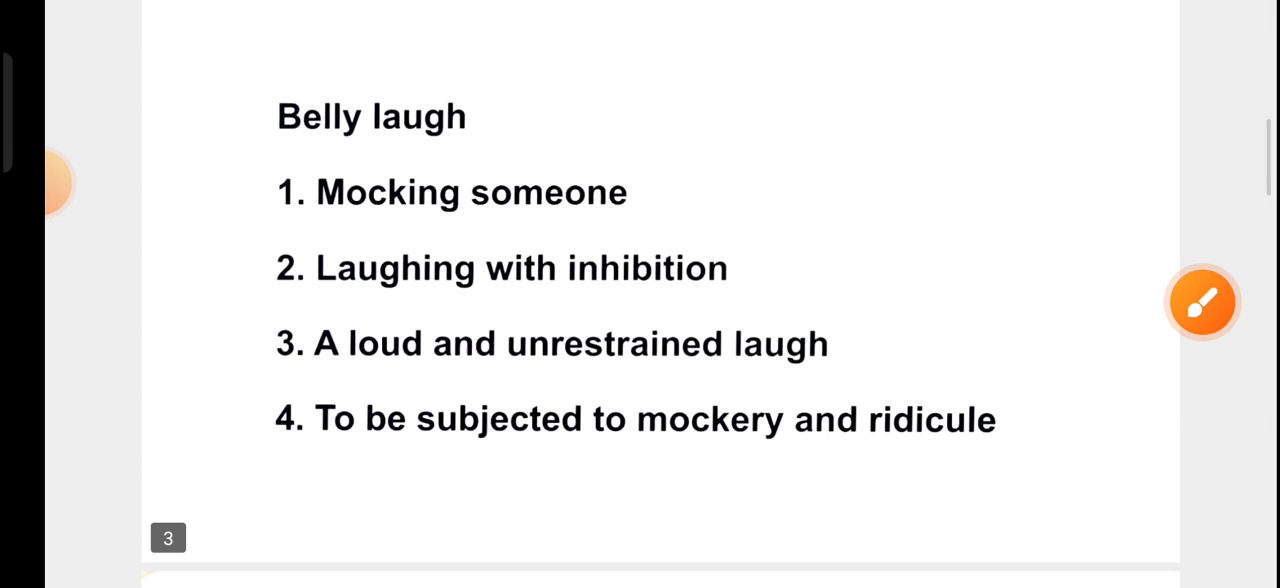 Belly laugh
1. Mocking someone
2. Laughing with inhibition
3. A loud and unrestrained laugh
4. To be subjected to mockery and ridicule
3